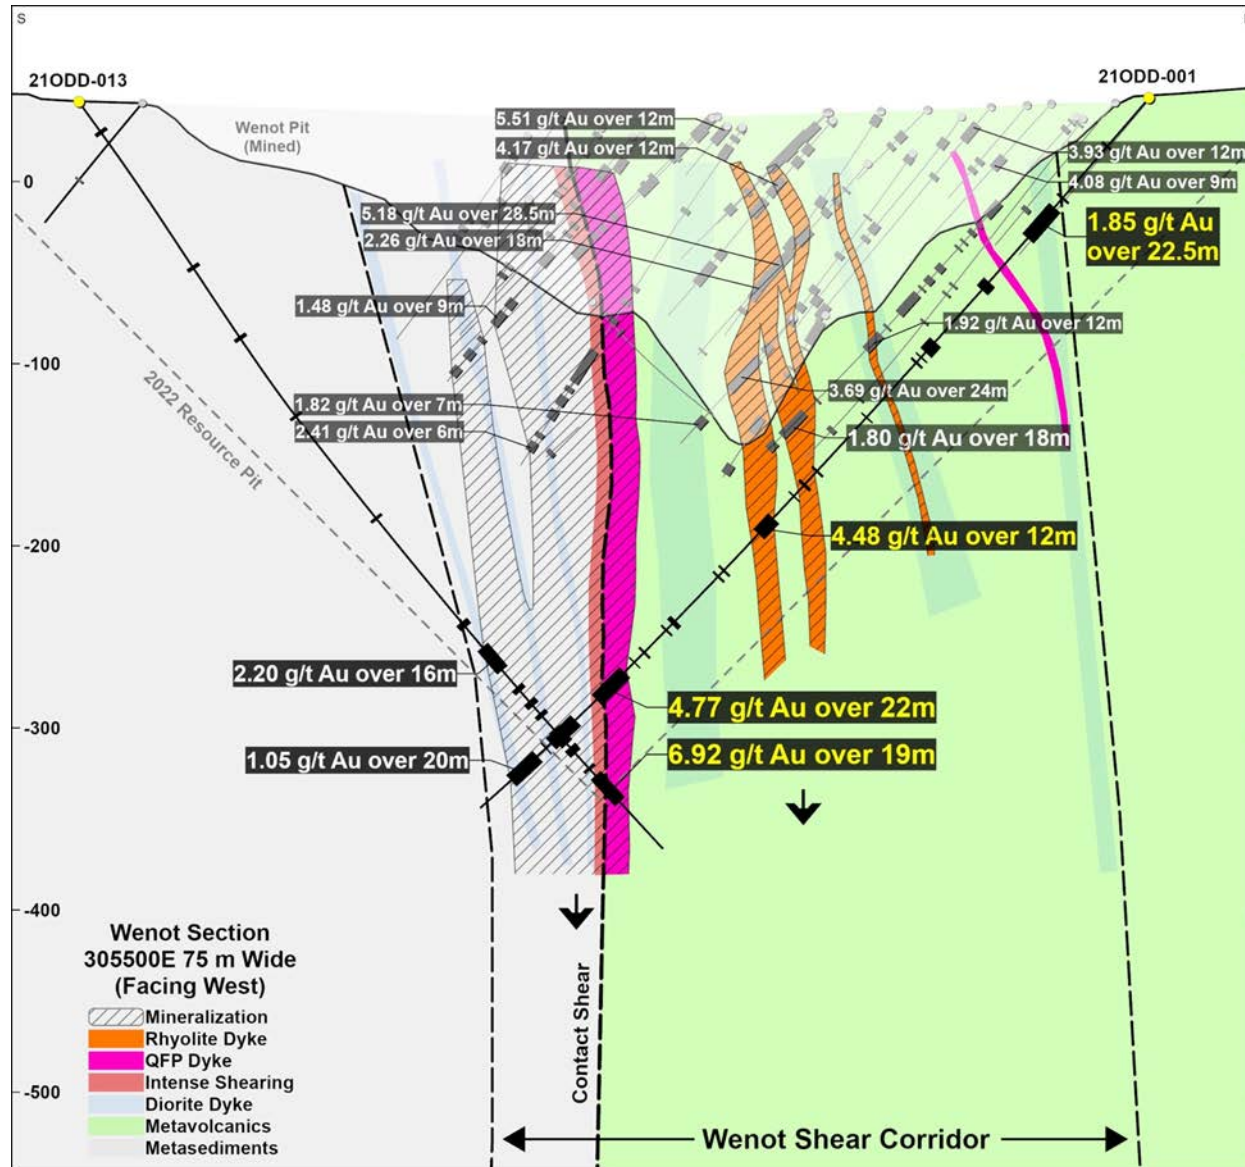 S
21ODD-013
21ODD-001
Wenot Pit
(Mined)
5.51 g/t Au over 12m
4.17 g/t Au over 12m
3.93 g/t Au over 12m
4.08 g/t Au over 9m
0
5.18 g/t Au over 28.5m
2.26 g/t Au over 18m
1.85 g/t Au
over 22.5m
1.48 g/t Au over 9m
1.92 g/t Au over 12m
-100
2022 Resource Pit
3.69 g/t Au over 24m
1.82 g/t Au over 7m
2.41 g/t Au over 6m
1.80 g/t Au over 18m
-200
4.48 g/t Au over 12m
2.20 g/t Au over 16m
4.77 g/t Au over 22m
-300
1.05 g/t Au over 20m
6.92 g/t Au over 19m
-400
Wenot Section
305500E 75 m Wide
(Facing West)
Mineralization
Rhyolite Dyke
QFP Dyke
Intense Shearing
Diorite Dyke
Metavolcanics
Metasediments
Contact Shear
-500
Wenot Shear Corridor